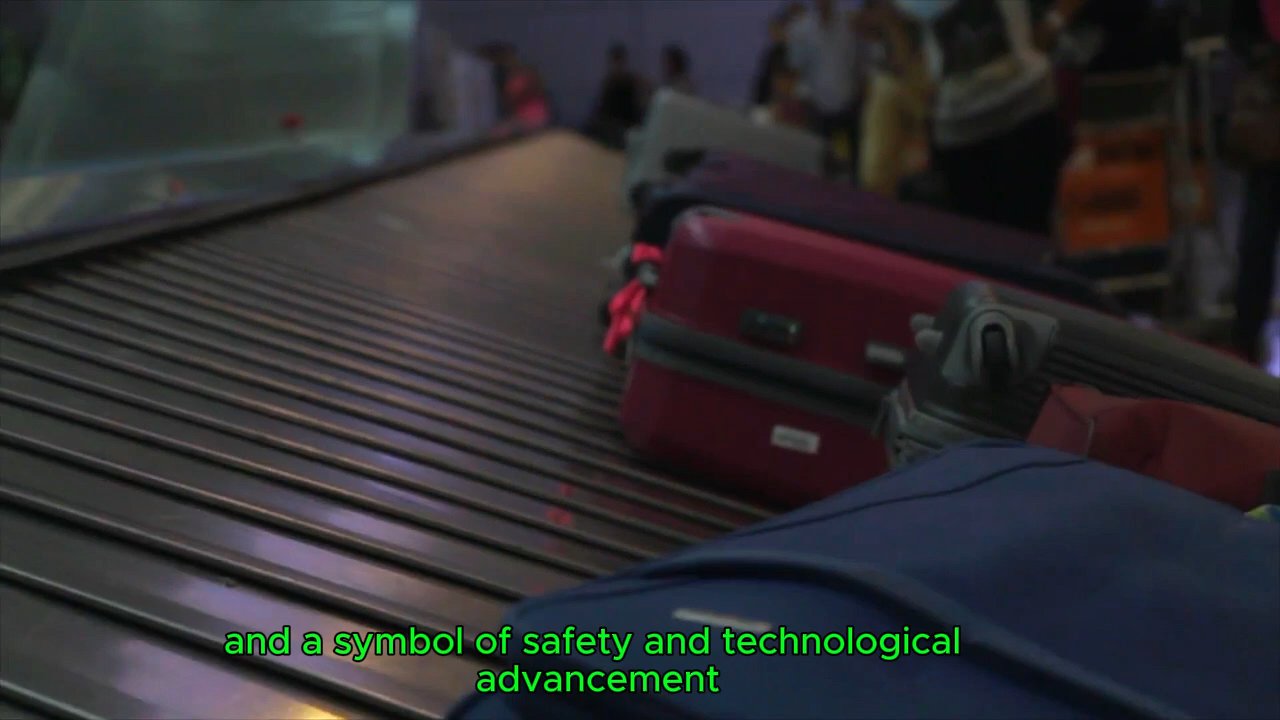 and a symbol of safety and technological
advancement